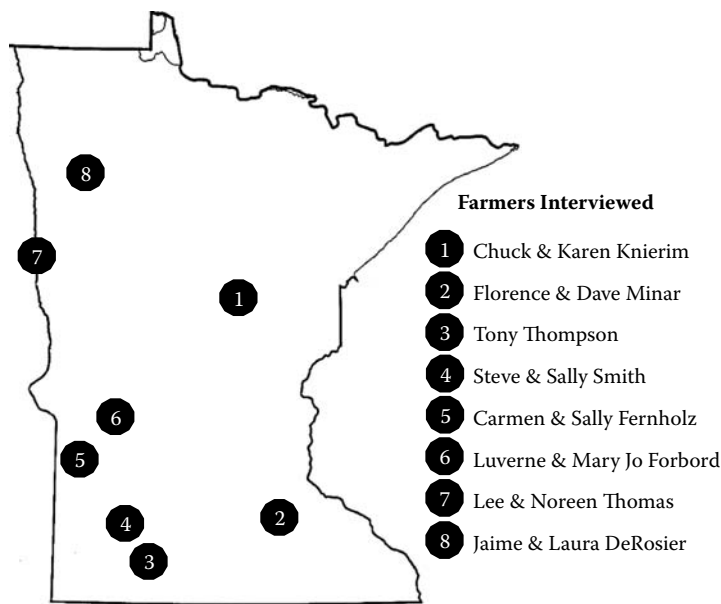 8
7
1
6
5
4
2
3
Farmers Interviewed
1 Chuck & Karen Knierim
2 Florence & Dave Minar
3 Tony Thompson
4 Steve & Sally Smith
5 Carmen & Sally Fernholz
6 Luverne & Mary Jo Forbord
7 Lee & Noreen Thomas
8 Jaime & Laura DeRosier